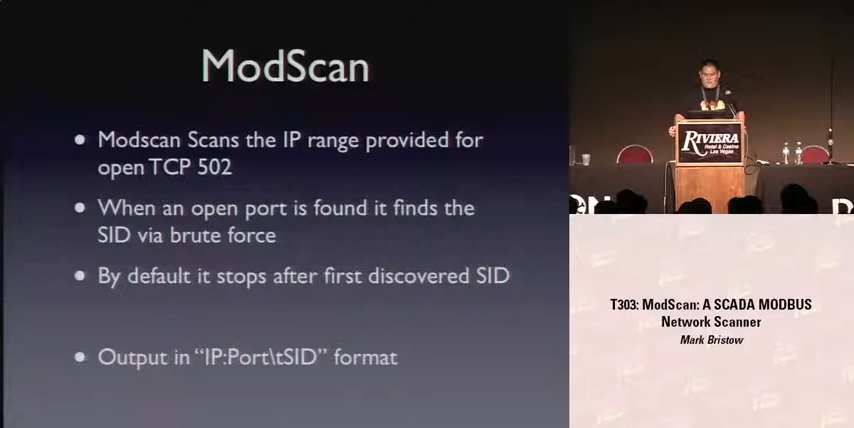 ModScan
• Modscan Scans the IP range provided for
open TCP 502
• When an open port is found it finds the
SID via brute force
• By default it stops after first discovered SID
• Output in “IP:Port\tSID” format
RIVIERA
Hotel & Casino
Las Vegas
T303: ModScan: A SCADA MODBUS
Network Scanner
Mark Bristow